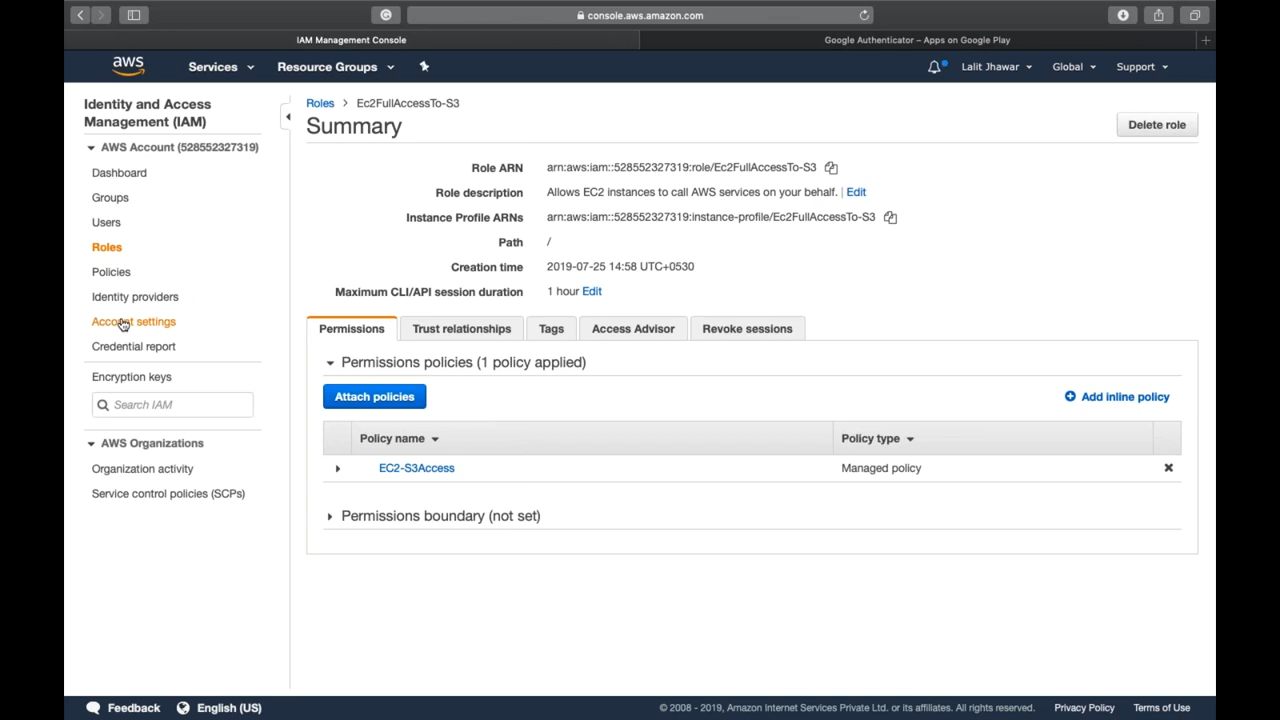 console.aws.amazon.com
IAM Management Console
Google Authenticator – Apps on Google Play
aws
Services
Resource Groups
Lalit Jhawar
Global
Support
Identity and Access
Management (IAM)
AWS Account (528552327319)
Dashboard
Groups
Users
Roles
Policies
Identity providers
Account settings
Credential report
Encryption keys
Search IAM
AWS Organizations
Organization activity
Service control policies (SCPs)
Roles > Ec2FullAccessTo-S3
Summary
Delete role
Role ARN arn:aws:iam::528552327319:role/Ec2FullAccessTo-S3
Role description Allows EC2 instances to call AWS services on your behalf. | Edit
Instance Profile ARNs arn:aws:iam::528552327319:instance-profile/Ec2FullAccessTo-S3
Path /
Creation time 2019-07-25 14:58 UTC+0530
Maximum CLI/API session duration 1 hour Edit
Permissions
Trust relationships
Tags
Access Advisor
Revoke sessions
Permissions policies (1 policy applied)
Attach policies
Add inline policy
Policy name
Policy type
EC2-S3Access
Managed policy
Permissions boundary (not set)
Feedback
English (US)
© 2008 - 2019, Amazon Internet Services Private Ltd. or its affiliates. All rights reserved.
Privacy Policy
Terms of Use